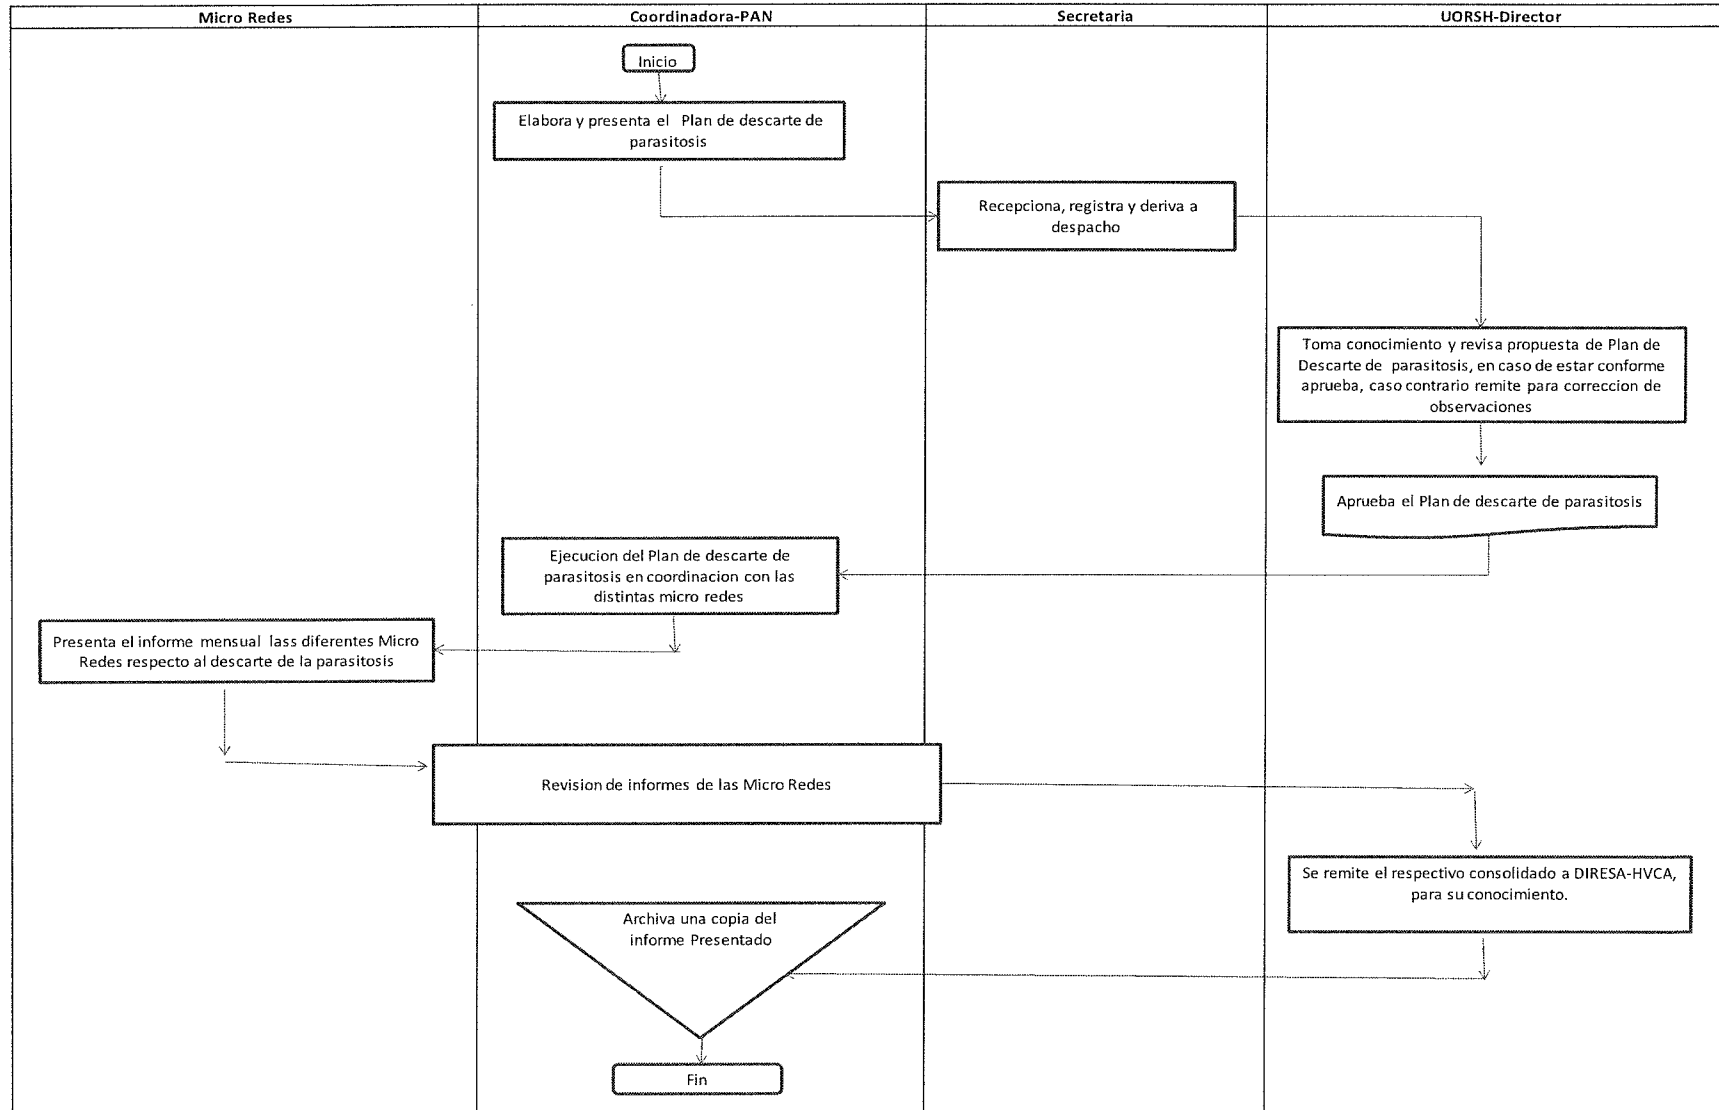 Micro Redes
Coordinadora-PAN
Secretaria
UORSH-Director
Inicio
Elabora y presenta el Plan de descarte de
parasitosis
Recepciona, registra y deriva a
despacho
Toma conocimiento y revisa propuesta de Plan de
Descarte de parasitosis, en caso de estar conforme
aprueba, caso contrario remite para correccion de
observaciones
Aprueba el Plan de descarte de parasitosis
Ejecucion del Plan de descarte de
parasitosis en coordinacion con las
distintas micro redes
Presenta el informe mensual lass diferentes Micro
Redes respecto al descarte de la parasitosis
Revision de informes de las Micro Redes
Se remite el respectivo consolidado a DIRESA-HVCA,
para su conocimiento.
Archiva una copia del
informe Presentado
Fin